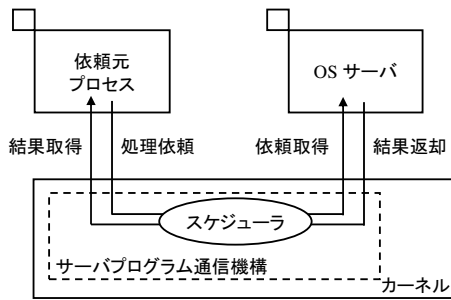 依頼元
プロセス
OS サーバ
結果取得
処理依頼
依頼取得
結果返却
スケジューラ
サーバプログラム通信機構
カーネル